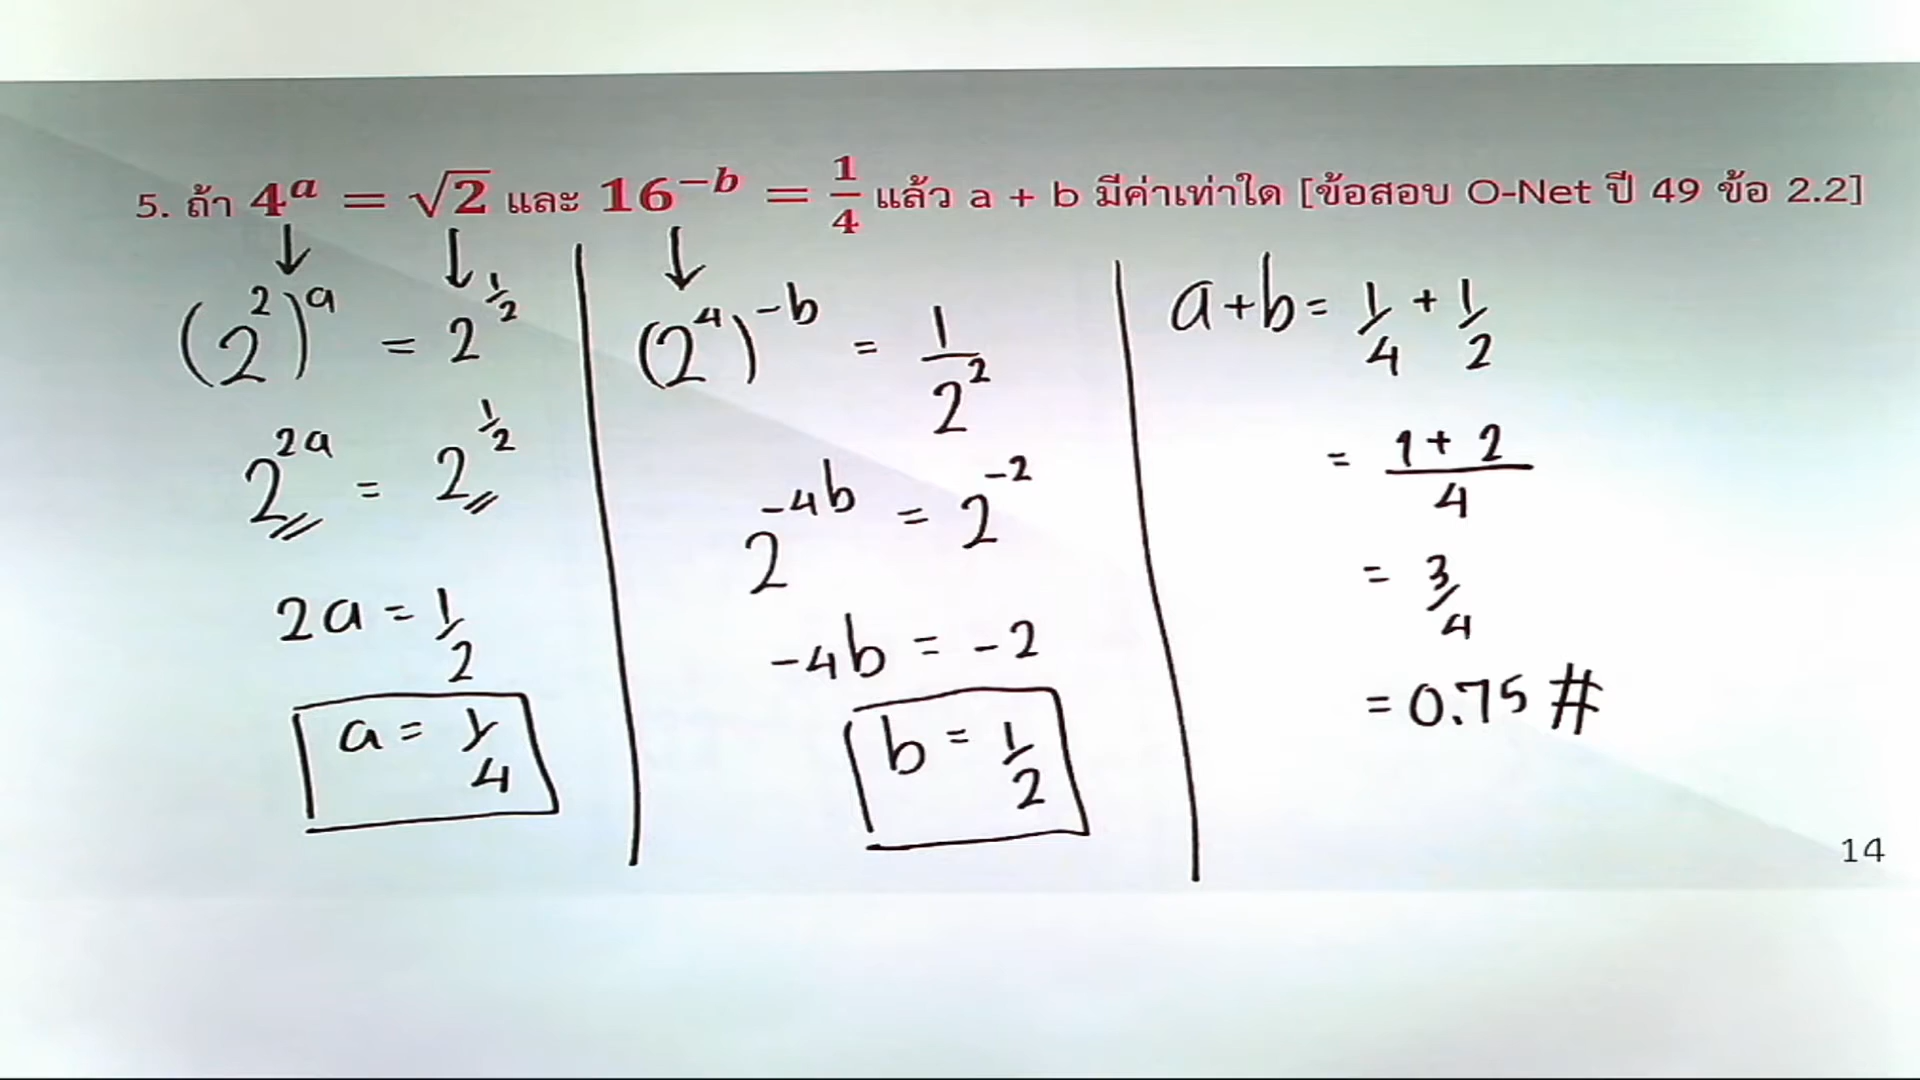 5. ถ้า 4^a = √2 และ 16^-b = 1/4 แล้ว a + b มีค่าเท่าใด [ข้อสอบ O-Net ปี 49 ข้อ 2.2]
(2^2)^a = 2^1/2
2^2a = 2^1/2
2a = 1/2
a = 1/4
(2^4)^-b = 1/2^2
2^-4b = 2^-2
-4b = -2
b = 1/2
a+b = 1/4 + 1/2
= 1+2/4
= 3/4
= 0.75 #
14